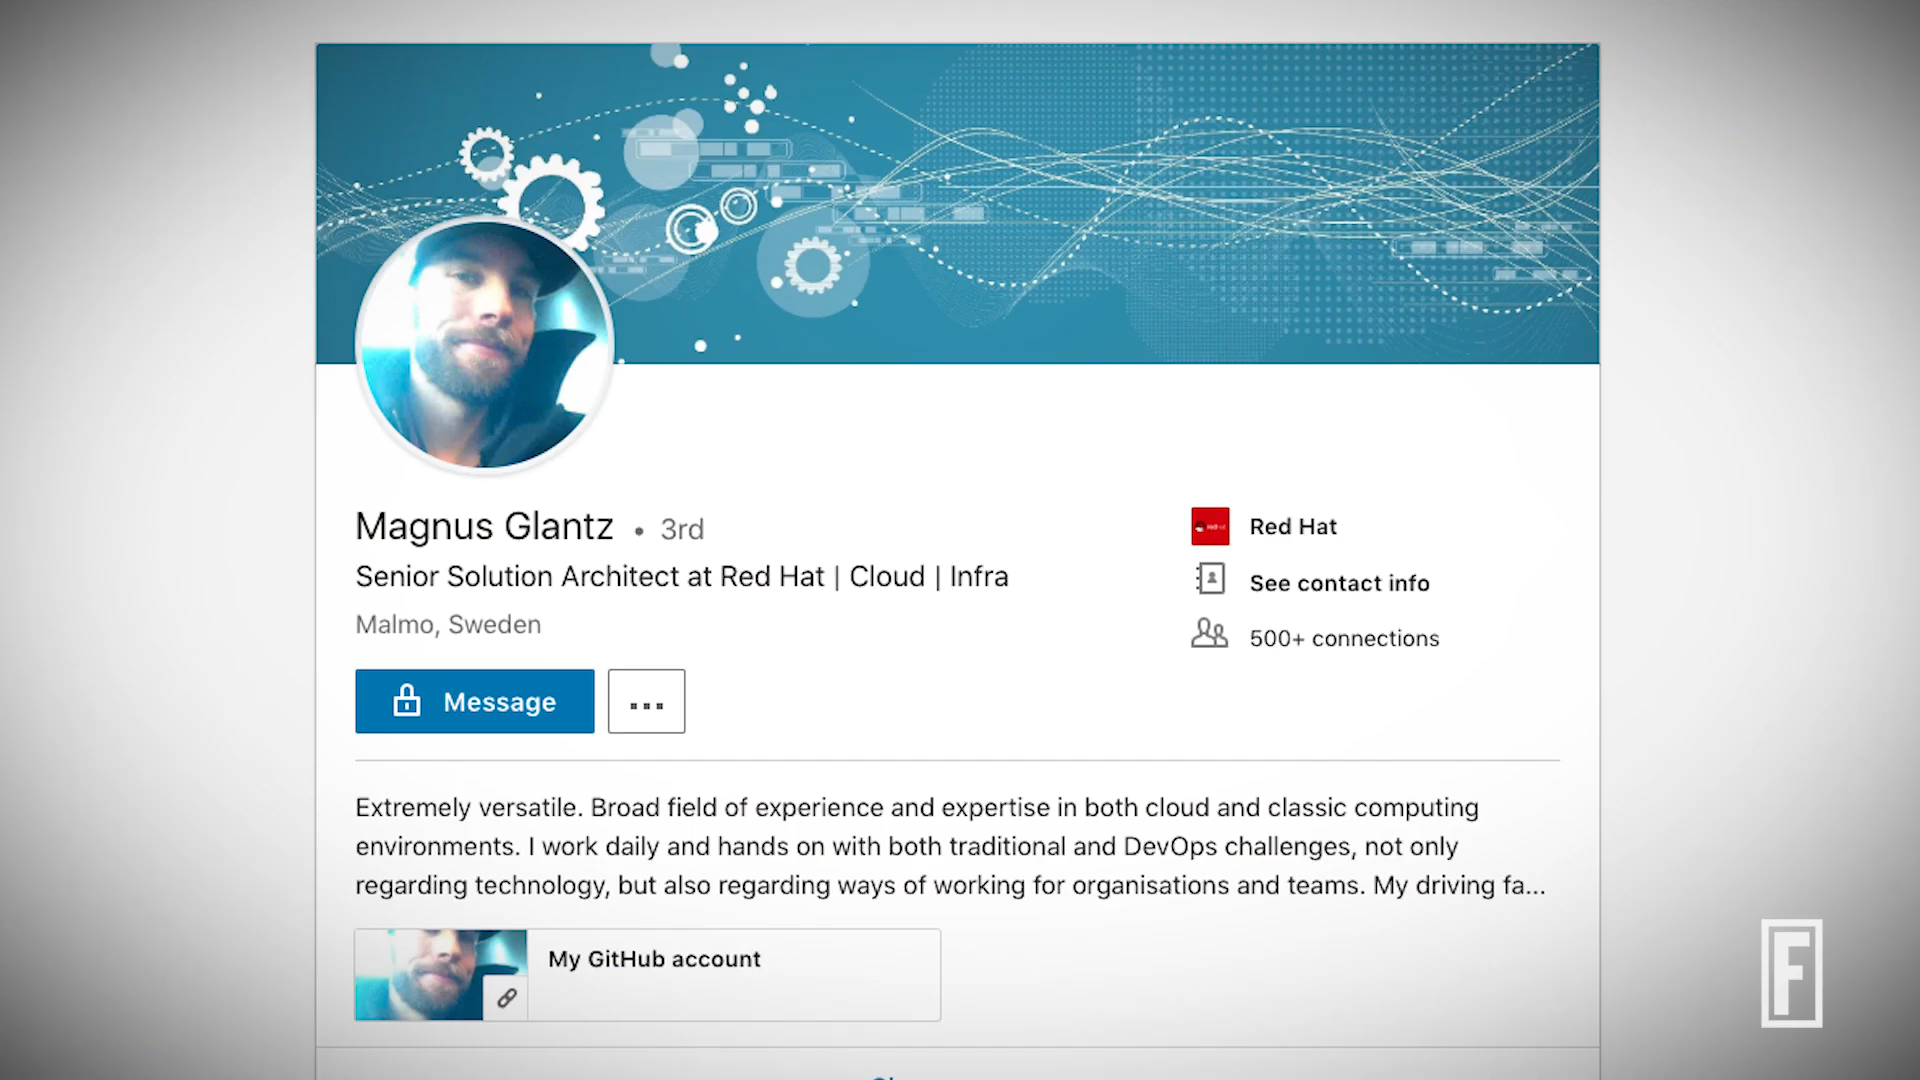 Magnus Glantz • 3rd
Senior Solution Architect at Red Hat | Cloud | Infra
Malmo, Sweden
Message
...
Red Hat
See contact info
500+ connections
Extremely versatile. Broad field of experience and expertise in both cloud and classic computing
environments. I work daily and hands on with both traditional and DevOps challenges, not only
regarding technology, but also regarding ways of working for organisations and teams. My driving fa...
My GitHub account
F